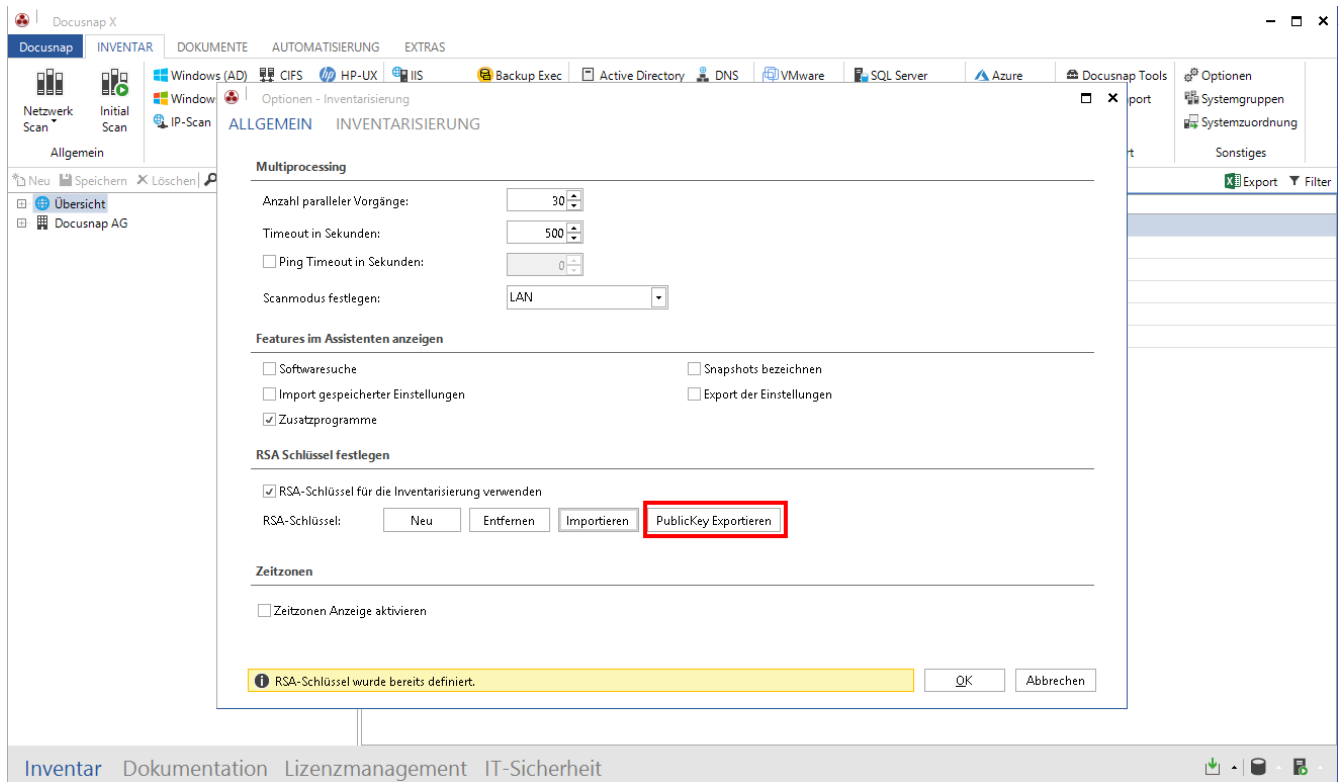 Docusnap X
Docusnap INVENTAR DOKUMENTE AUTOMATISIERUNG EXTRAS
Windows (AD) CIFS HP-UX IIS Backup Exec Active Directory DNS VMware SQL Server Azure Docusnap Tools Optionen
Netzwerk Scan
Initial Scan
Window
IP-Scan
port
Systemgruppen
Systemzuordnung
Allgemein
Sonstiges
Neu Speichern Löschen
Export Filter
Übersicht
Docusnap AG
Optionen - Inventarisierung
ALLGEMEIN INVENTARISIERUNG
Multiprocessing
Anzahl paralleler Vorgänge: 30
Timeout in Sekunden: 500
Ping Timeout in Sekunden: 0
Scanmodus festlegen: LAN
Features im Assistenten anzeigen
Softwaresuche Snapshots bezeichnen
Import gespeicherter Einstellungen Export der Einstellungen
Zusatzprogramme
RSA Schlüssel festlegen
RSA-Schlüssel für die Inventarisierung verwenden
RSA-Schlüssel: Neu Entfernen Importieren PublicKey Exportieren
Zeitzonen
Zeitzonen Anzeige aktivieren
RSA-Schlüssel wurde bereits definiert. OK Abbrechen
Inventar Dokumentation Lizenzmanagement IT-Sicherheit